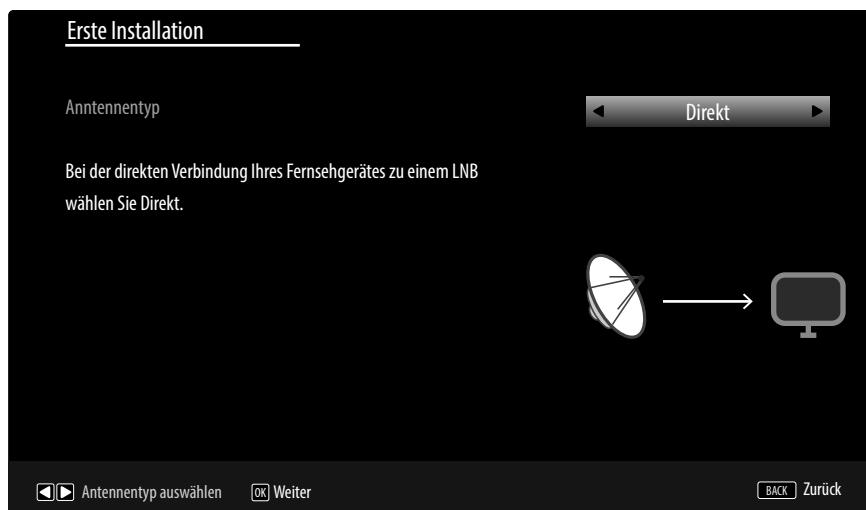 Erste Installation
Anntennentyp
Direkt
Bei der direkten Verbindung Ihres Fernsehgerätes zu einem LNB
wählen Sie Direkt.
Antennentyp auswählen
OK Weiter
BACK Zurück